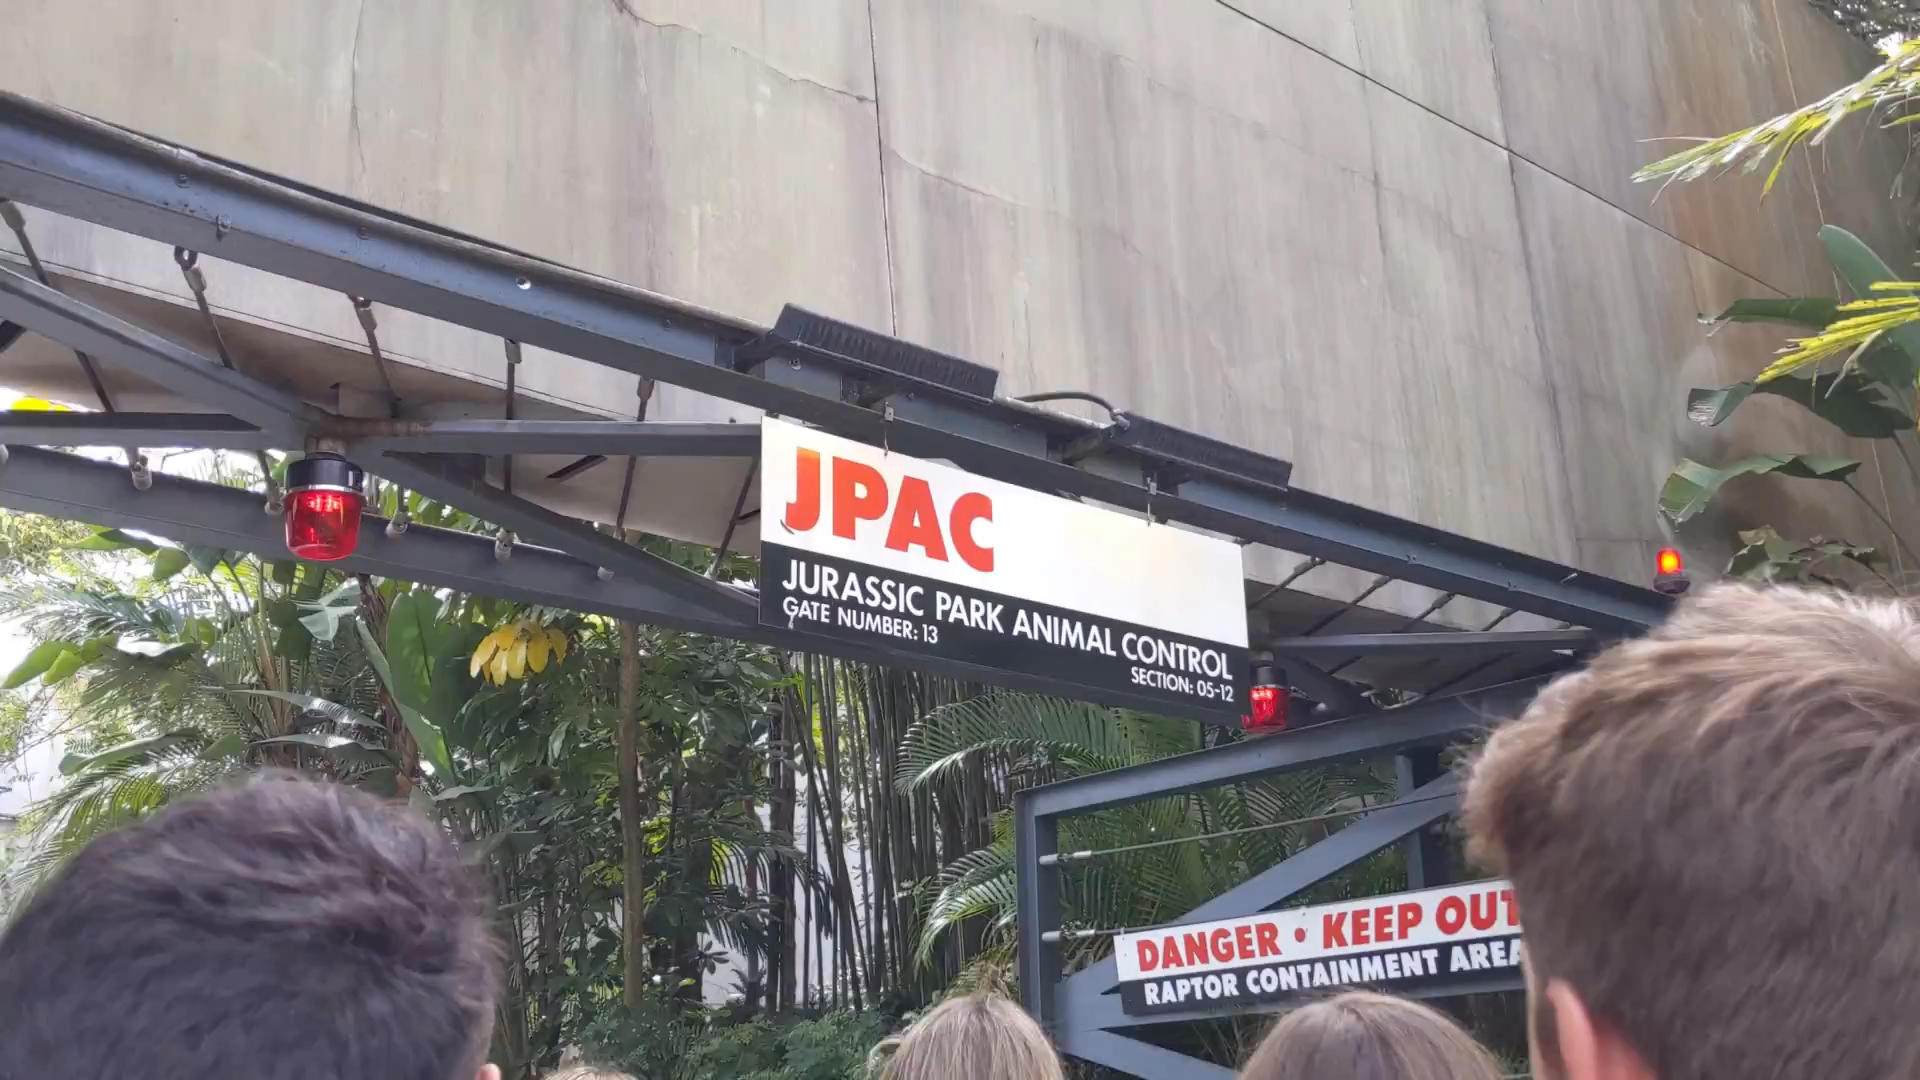 JPAC
JURASSIC PARK ANIMAL CONTROL
GATE NUMBER: 13
SECTION: 05-12
DANGER • KEEP OUT
RAPTOR CONTAINMENT AREA